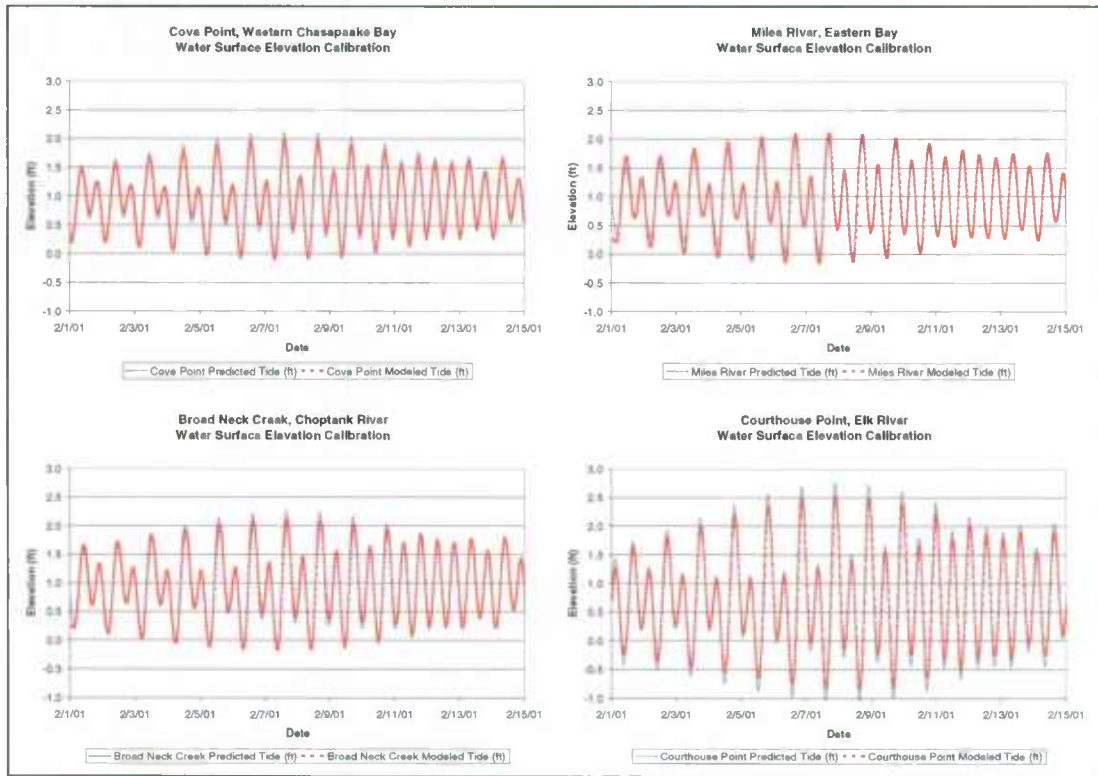 Cova Point, Waetarn Chasapaake Bay
Water Surface Elevation Calibration
3.0
2.5
2.0
1.5
1.0
0.5
0.0
-0.5
-1.0
Elevation (ft)
2/1/01 2/3/01 2/5/01 2/7/01 2/9/01 2/11/01 2/13/01 2/15/01
Date
Cove Point Predicted Tide (ft) Cove Point Modeled Tide (ft)
Milea Rivar, Eastern Bay
Watar Surface Elevation Calibration
3.0
2.5
2.0
1.5
1.0
0.5
0.0
-0.5
-1.0
Elevation (ft)
2/1/01 2/3/01 2/5/01 2/7/01 2/9/01 2/11/01 2/13/01 2/15/01
Date
Miles River Predicted Tide (ft) Miles River Modeled Tide (ft)
Broad Neck Craak, Choptank Rivar
Water Surfaca Elevation Calibration
3.0
2.5
2.0
1.5
1.0
0.5
0.0
-0.5
-1.0
Elevation (ft)
2/1/01 2/3/01 2/5/01 2/7/01 2/9/01 2/11/01 2/13/01 2/15/01
Date
Broad Neck Creek Predicted Tide (ft) Broad Neck Creek Modeled Tide (ft)
Courthouse Point, Elk Rivar
Water Surface Elevation Calibration
3.0
2.5
2.0
1.5
1.0
0.5
0.0
-0.5
-1.0
Elevation (ft)
2/1/01 2/3/01 2/5/01 2/7/01 2/9/01 2/11/01 2/13/01 2/15/01
Date
Courthouse Point Predicted Tide (ft) Courthouse Point Modeled Tide (ft)